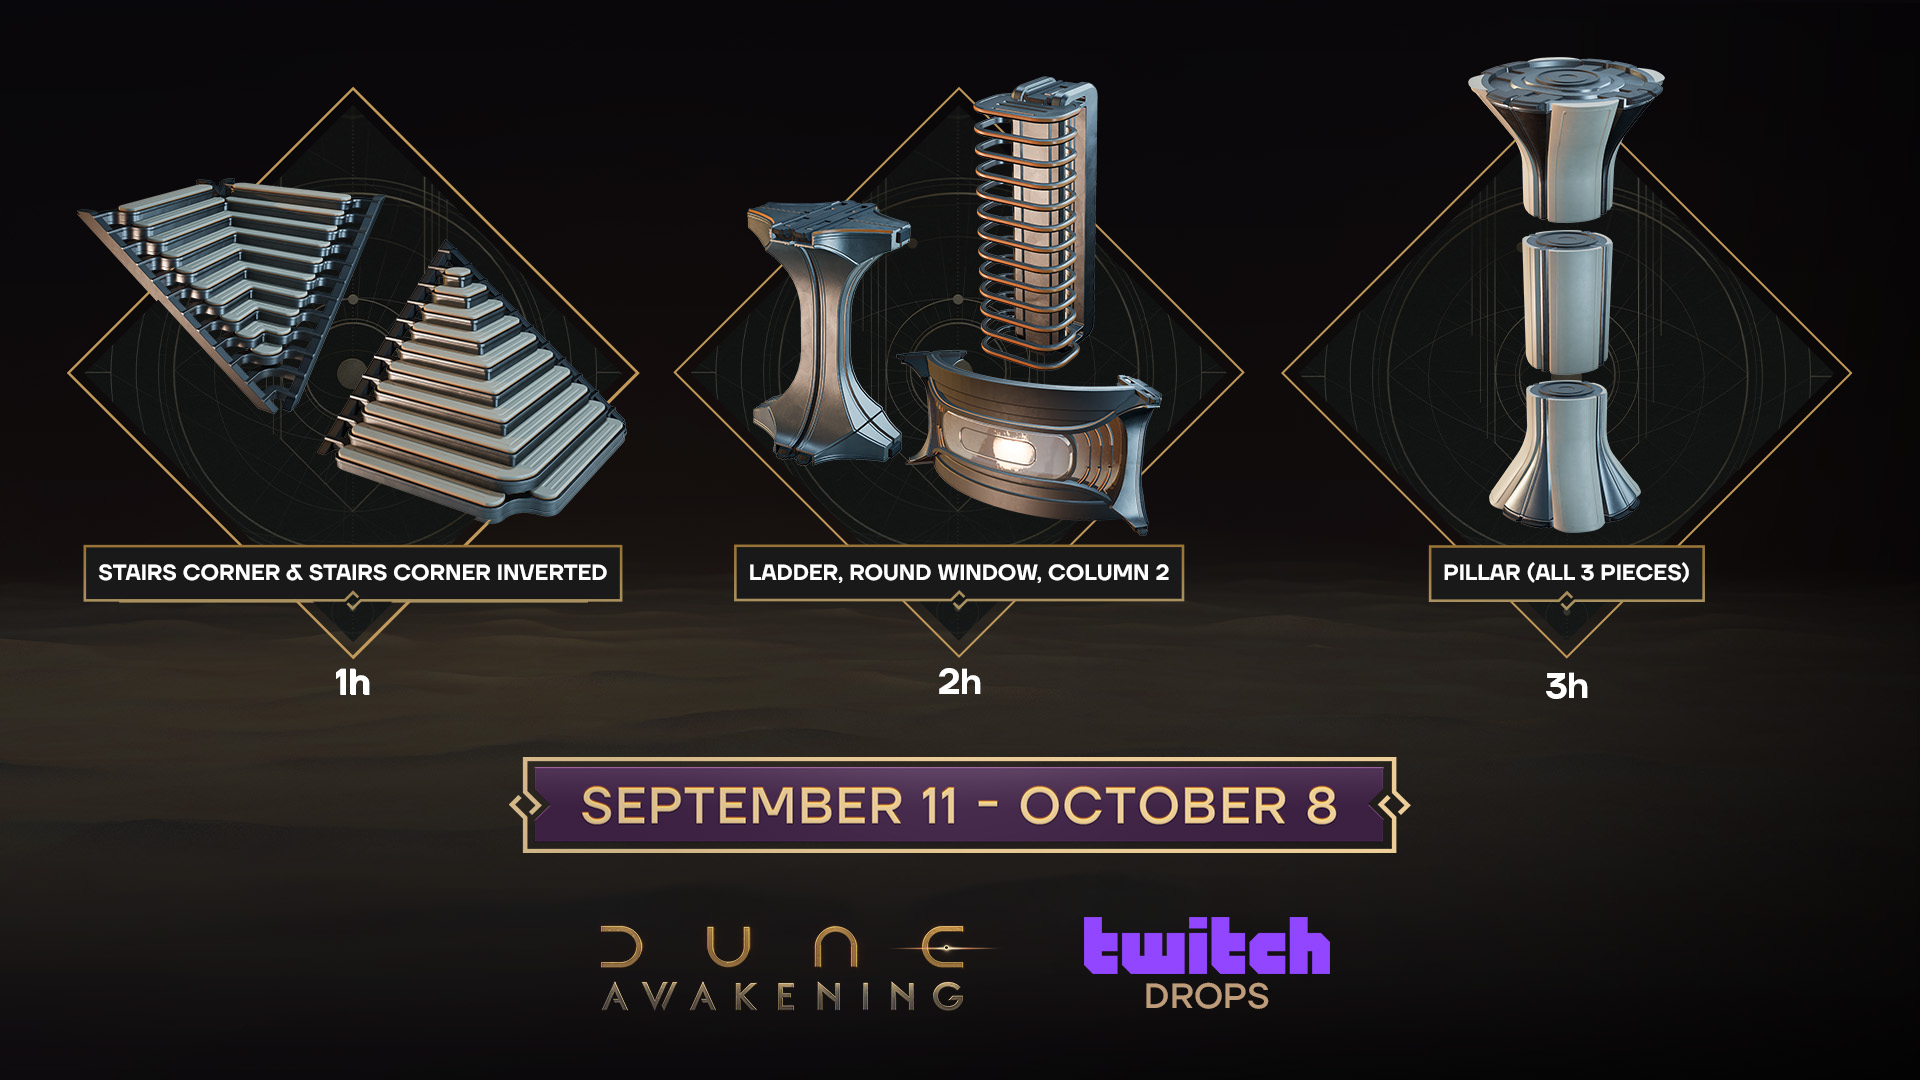 STAIRS CORNER & STAIRS CORNER INVERTED
1h
LADDER, ROUND WINDOW, COLUMN 2
2h
PILLAR (ALL 3 PIECES)
3h
SEPTEMBER 11 - OCTOBER 8
DUNE
AWAKENING
twitch
DROPS